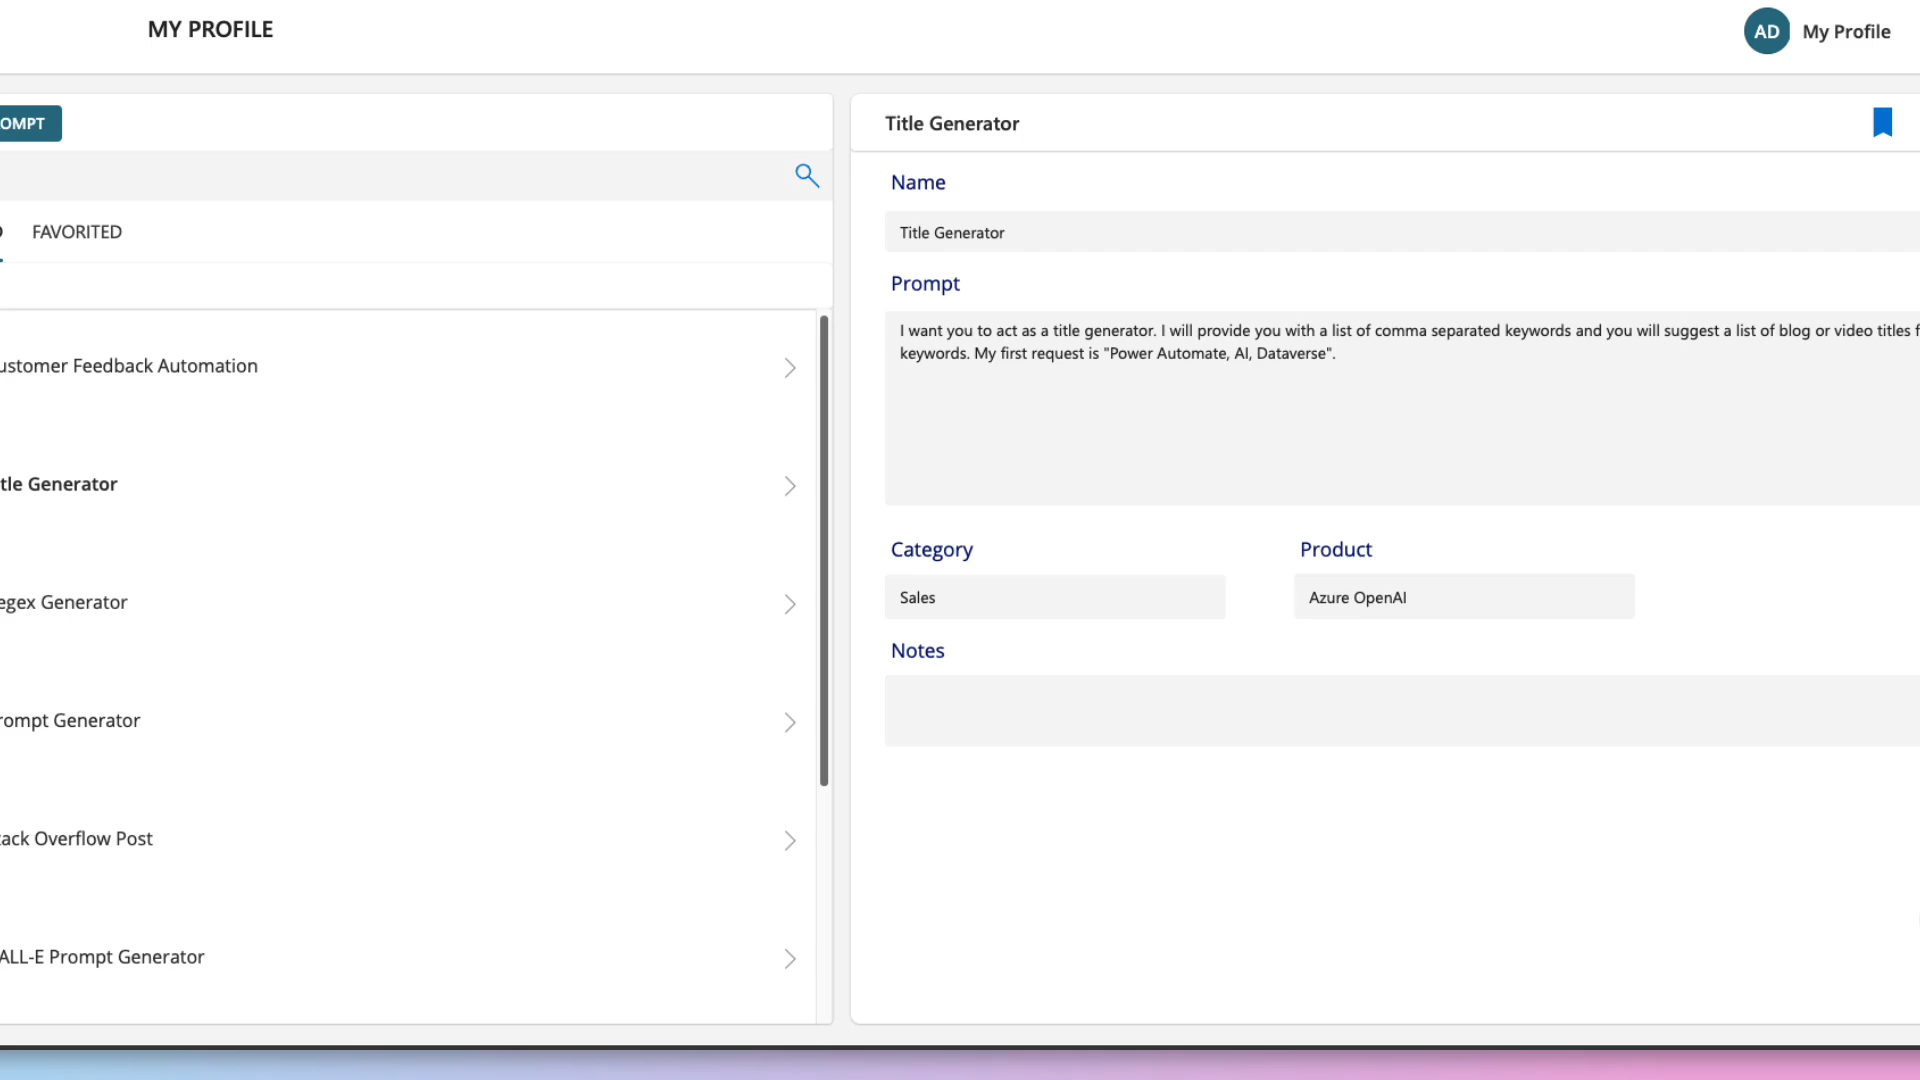 MY PROFILE
AD My Profile
OMPT
FAVORITED
ustomer Feedback Automation
tle Generator
egex Generator
rompt Generator
tack Overflow Post
ALL-E Prompt Generator
Title Generator
Name
Title Generator
Prompt
I want you to act as a title generator. I will provide you with a list of comma separated keywords and you will suggest a list of blog or video titles f
keywords. My first request is "Power Automate, AI, Dataverse".
Category
Product
Sales
Azure OpenAI
Notes